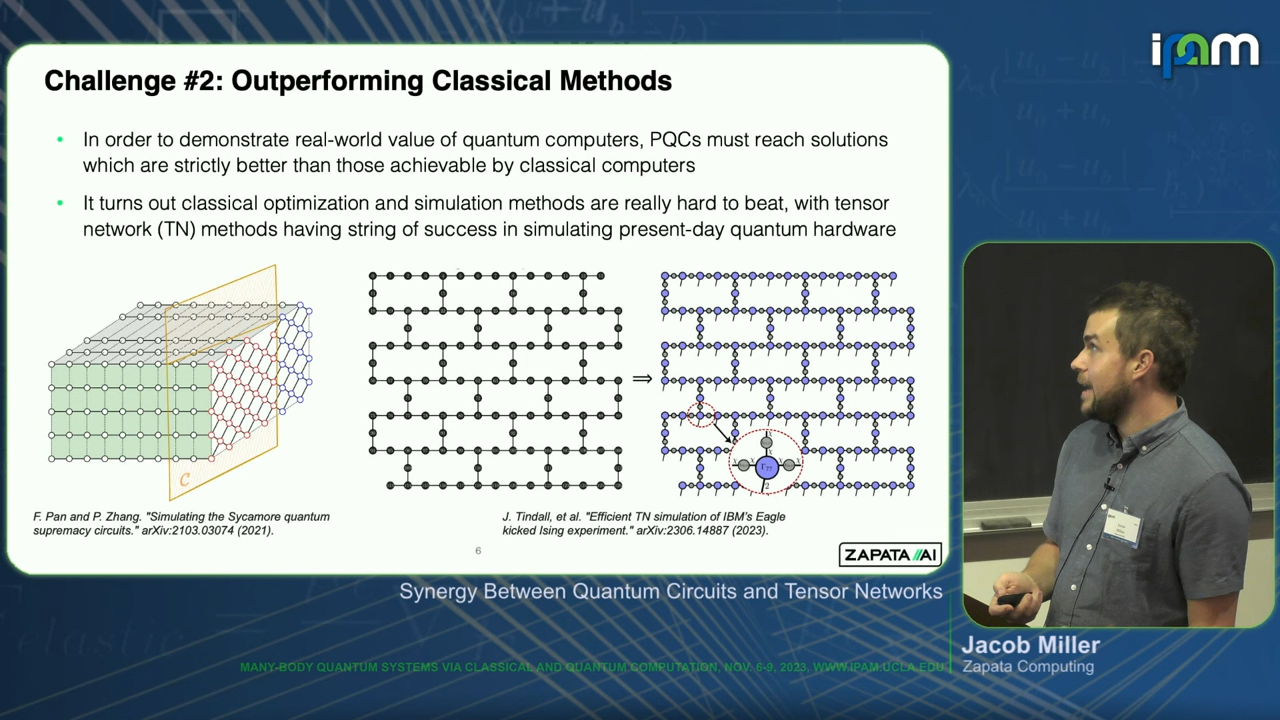 ipam
Challenge #2: Outperforming Classical Methods
• In order to demonstrate real-world value of quantum computers, PQCs must reach solutions
which are strictly better than those achievable by classical computers
• It turns out classical optimization and simulation methods are really hard to beat, with tensor
network (TN) methods having string of success in simulating present-day quantum hardware
C
⇒
F. Pan and P. Zhang. "Simulating the Sycamore quantum
supremacy circuits." arXiv:2103.03074 (2021).
J. Tindall, et al. "Efficient TN simulation of IBM's Eagle
kicked Ising experiment." arXiv:2306.14887 (2023).
6
ZAPATA //AI
Synergy Between Quantum Circuits and Tensor Networks
Jacob Miller
Zapata Computing
MANY-BODY QUANTUM SYSTEMS VIA CLASSICAL AND QUANTUM COMPUTATION, NOV. 6-9, 2023, WWW.IPAM.UCLA.EDU